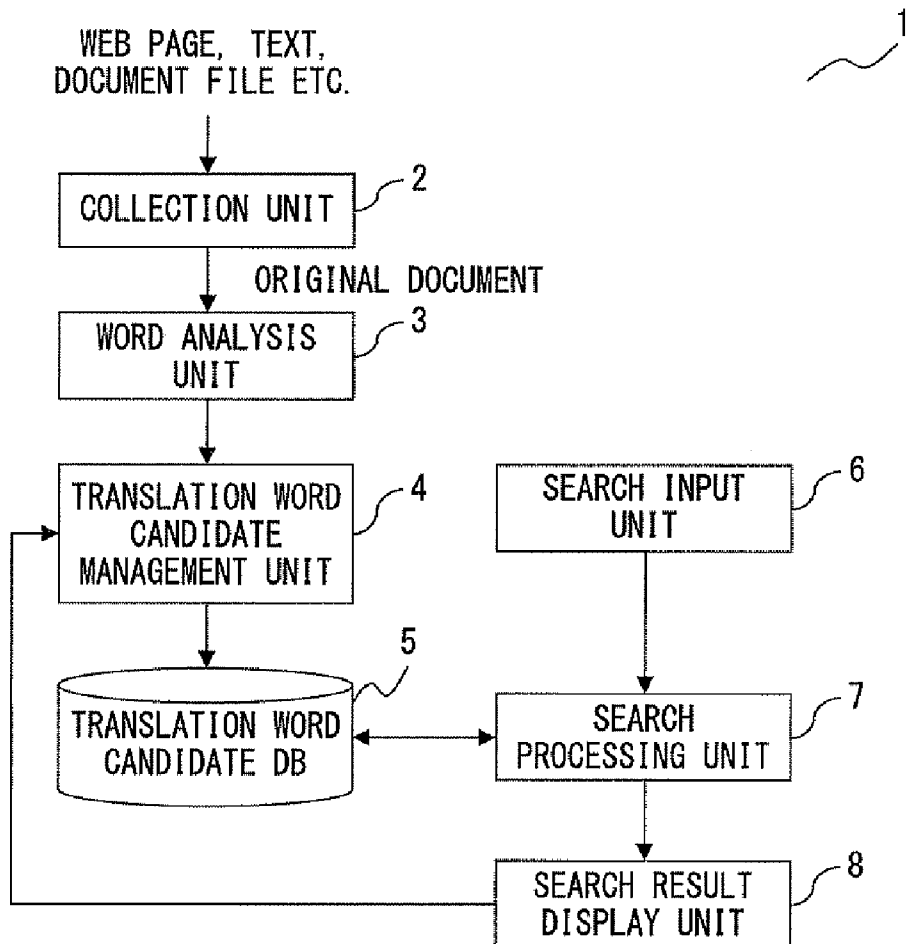 1
WEB PAGE, TEXT,
DOCUMENT FILE ETC.
2
COLLECTION UNIT
ORIGINAL DOCUMENT
3
WORD ANALYSIS
UNIT
4
TRANSLATION WORD
CANDIDATE
MANAGEMENT UNIT
6
SEARCH INPUT
UNIT
5
TRANSLATION WORD
CANDIDATE DB
7
SEARCH
PROCESSING UNIT
8
SEARCH RESULT
DISPLAY UNIT